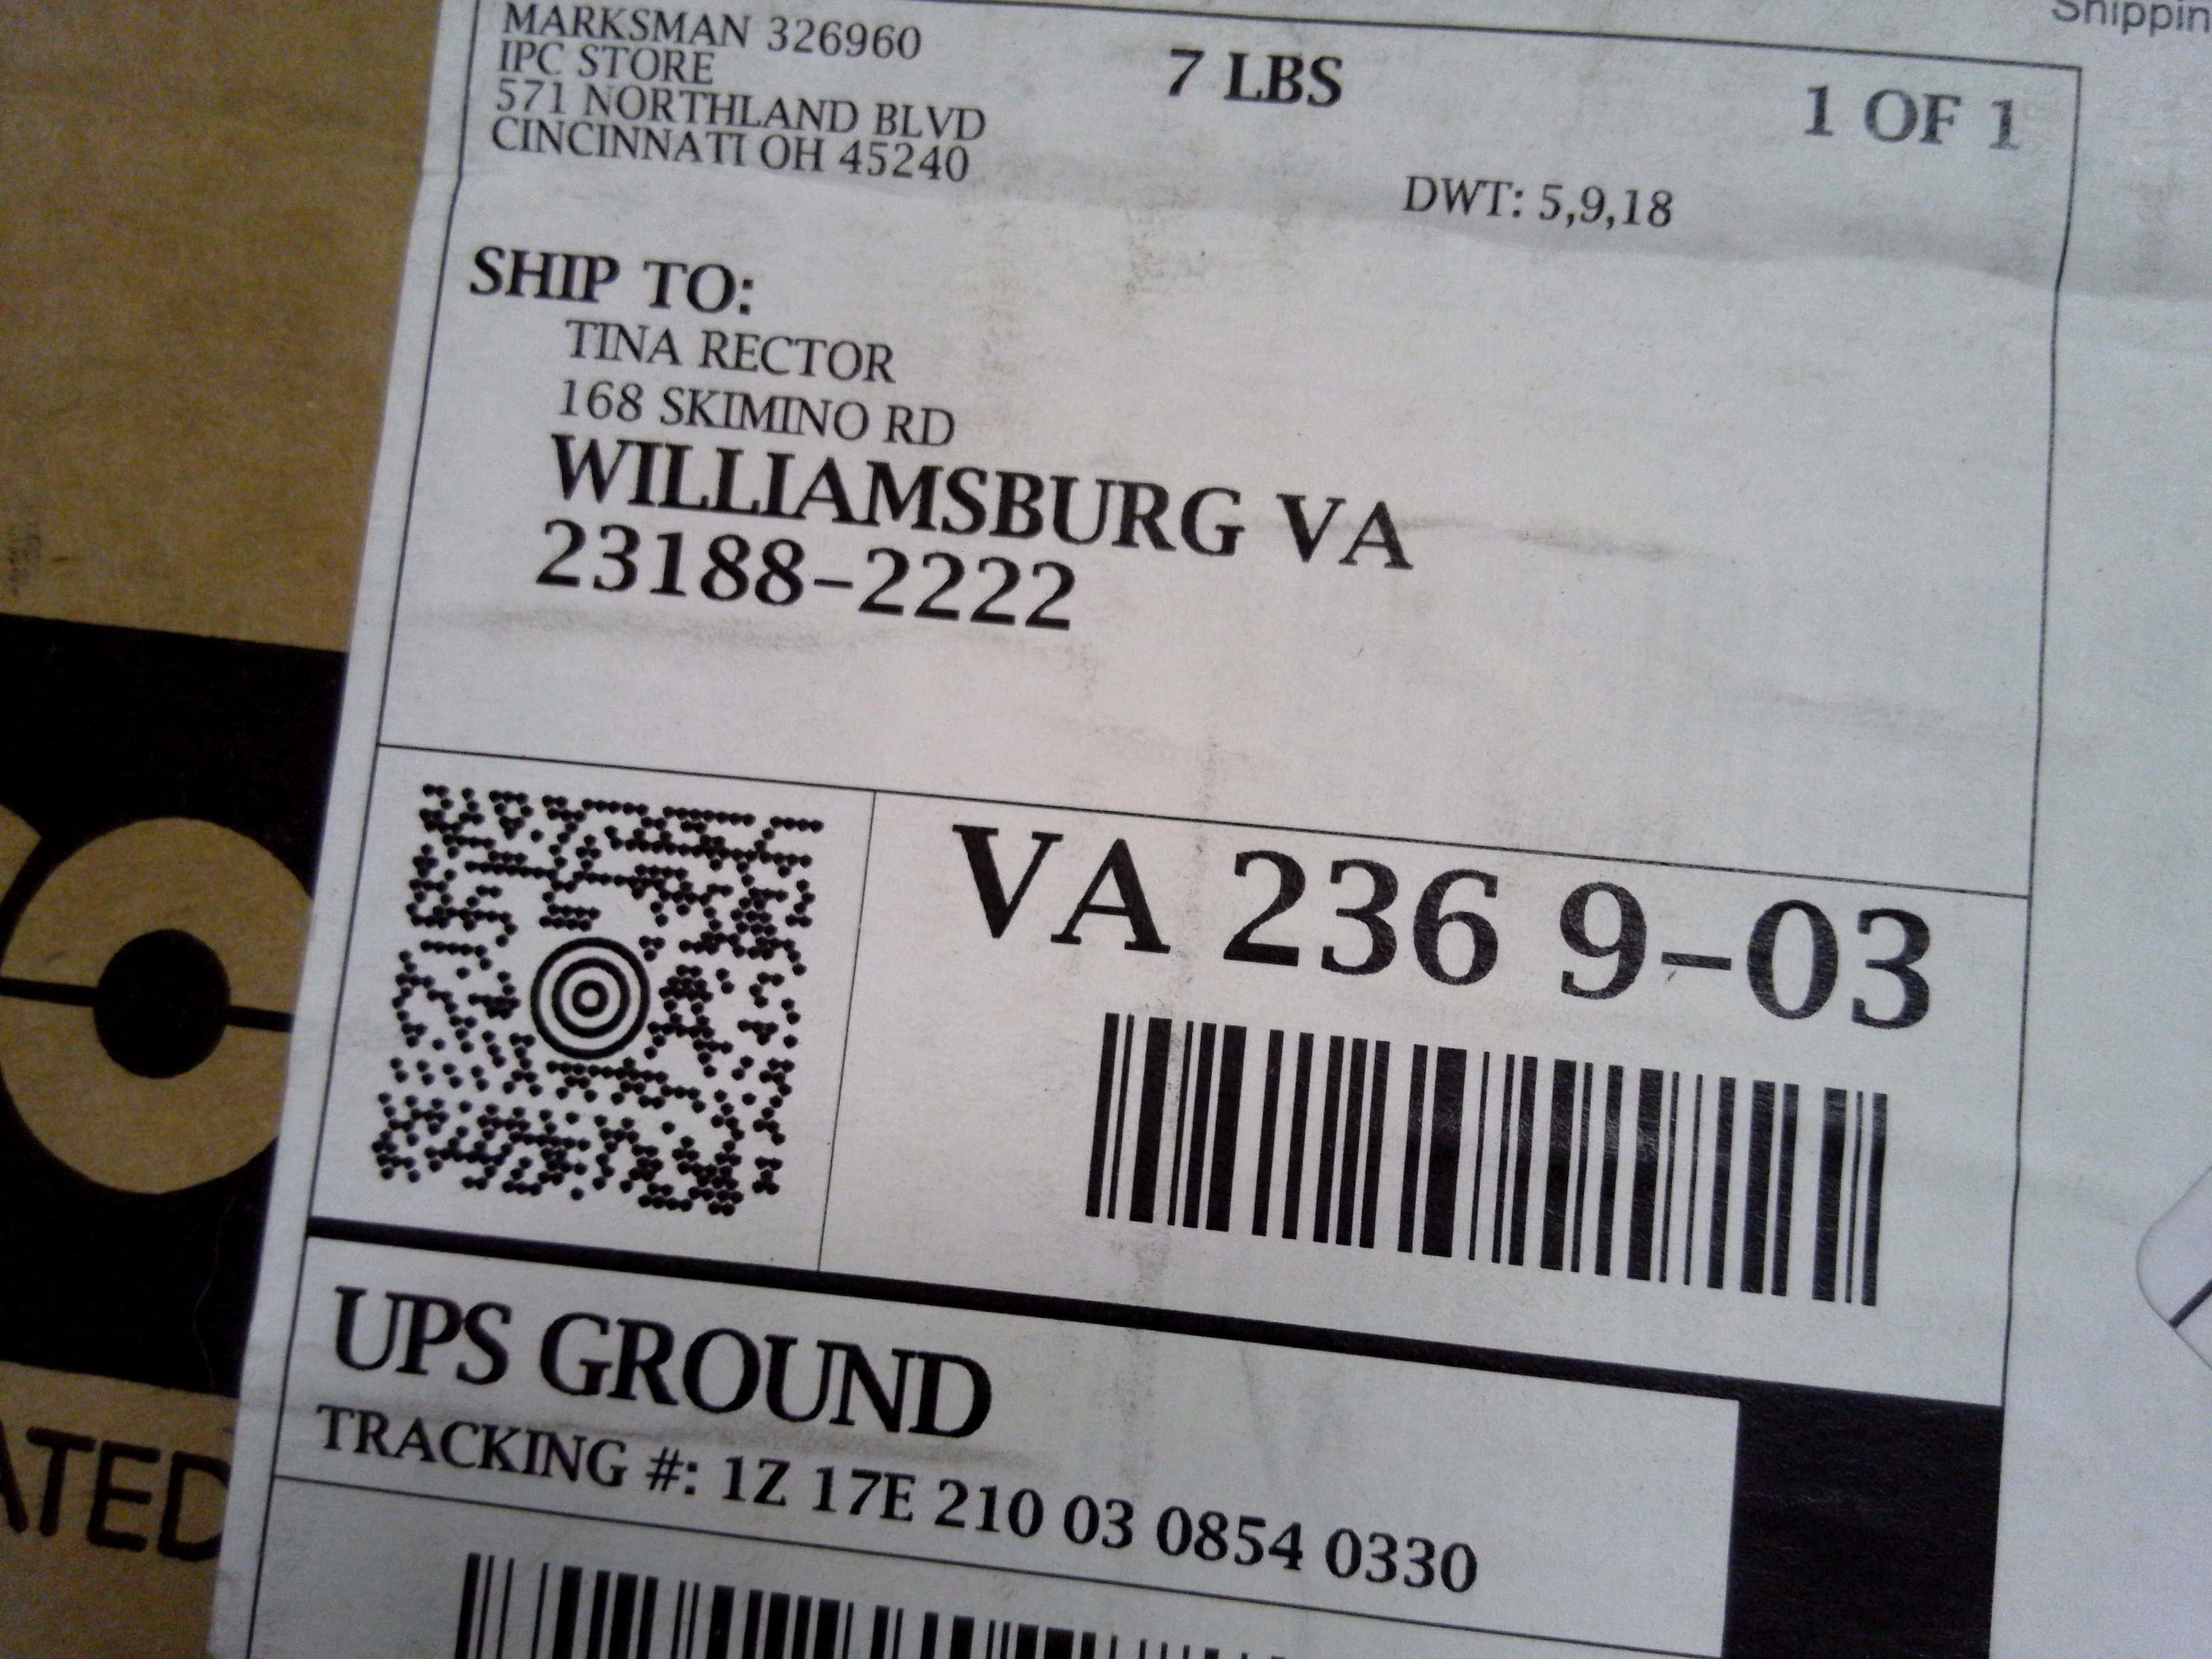 Shippin
MARKSMAN 326960
IPC STORE
571 NORTHLAND BLVD
CINCINNATI OH 45240
7 LBS
1 OF 1
DWT: 5,9,18
SHIP TO:
TINA RECTOR
168 SKIMINO RD
WILLIAMSBURG VA
23188-2222
VA 236 9-03
UPS GROUND
TRACKING #: 1Z 17E 210 03 0854 0330
ATED